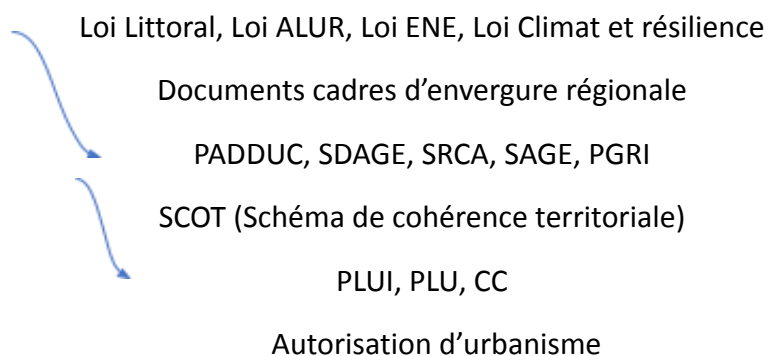 Loi Littoral, Loi ALUR, Loi ENE, Loi Climat et résilience
Documents cadres d’envergure régionale
PADDUC, SDAGE, SRCA, SAGE, PGRI
SCOT (Schéma de cohérence territoriale)
PLUI, PLU, CC
Autorisation d’urbanisme